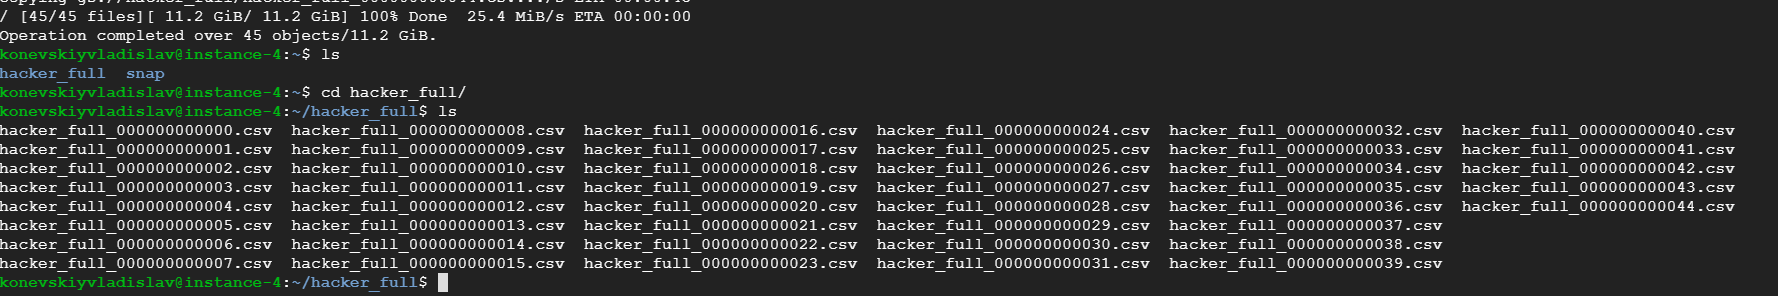 / [45/45 files][ 11.2 GiB/ 11.2 GiB] 100% Done  25.4 MiB/s ETA 00:00:00
Operation completed over 45 objects/11.2 GiB.
konevskiyvladislav@instance-4:~$ ls
hacker_full  snap
konevskiyvladislav@instance-4:~$ cd hacker_full/
konevskiyvladislav@instance-4:~/hacker_full$ ls
hacker_full_000000000000.csv  hacker_full_000000000008.csv  hacker_full_000000000016.csv  hacker_full_000000000024.csv  hacker_full_000000000032.csv  hacker_full_000000000040.csv
hacker_full_000000000001.csv  hacker_full_000000000009.csv  hacker_full_000000000017.csv  hacker_full_000000000025.csv  hacker_full_000000000033.csv  hacker_full_000000000041.csv
hacker_full_000000000002.csv  hacker_full_000000000010.csv  hacker_full_000000000018.csv  hacker_full_000000000026.csv  hacker_full_000000000034.csv  hacker_full_000000000042.csv
hacker_full_000000000003.csv  hacker_full_000000000011.csv  hacker_full_000000000019.csv  hacker_full_000000000027.csv  hacker_full_000000000035.csv  hacker_full_000000000043.csv
hacker_full_000000000004.csv  hacker_full_000000000012.csv  hacker_full_000000000020.csv  hacker_full_000000000028.csv  hacker_full_000000000036.csv  hacker_full_000000000044.csv
hacker_full_000000000005.csv  hacker_full_000000000013.csv  hacker_full_000000000021.csv  hacker_full_000000000029.csv  hacker_full_000000000037.csv
hacker_full_000000000006.csv  hacker_full_000000000014.csv  hacker_full_000000000022.csv  hacker_full_000000000030.csv  hacker_full_000000000038.csv
hacker_full_000000000007.csv  hacker_full_000000000015.csv  hacker_full_000000000023.csv  hacker_full_000000000031.csv  hacker_full_000000000039.csv
konevskiyvladislav@instance-4:~/hacker_full$